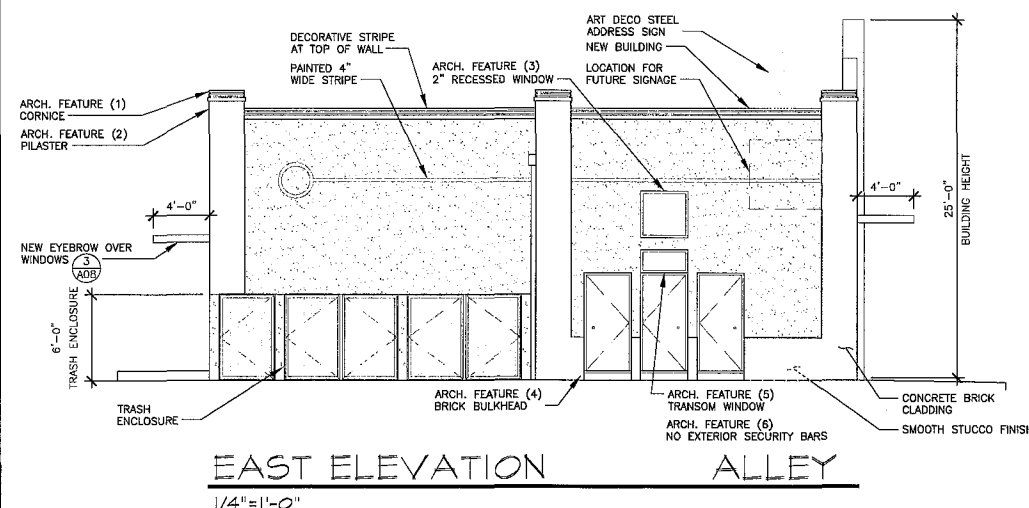 ART DECO STEEL
ADDRESS SIGN
NEW BUILDING
LOCATION FOR
FUTURE SIGNAGE
DECORATIVE STRIPE
AT TOP OF WALL
PAINTED 4"
WIDE STRIPE
ARCH. FEATURE (3)
2" RECESSED WINDOW
ARCH. FEATURE (1)
CORNICE
ARCH. FEATURE (2)
PILASTER
4'-0"
4'-0"
25'-0"
BUILDING HEIGHT
NEW EYEBROW OVER
WINDOWS
3
A08
6'-0"
TRASH ENCLOSURE
TRASH
ENCLOSURE
ARCH. FEATURE (4)
BRICK BULKHEAD
ARCH. FEATURE (5)
TRANSOM WINDOW
ARCH. FEATURE (6)
NO EXTERIOR SECURITY BARS
CONCRETE BRICK
CLADDING
SMOOTH STUCCO FINISH
EAST ELEVATION ALLEY
1/4"=1'-0"